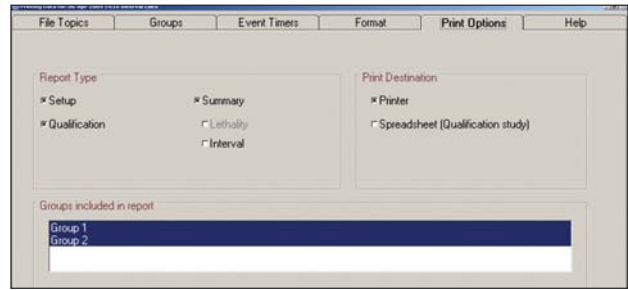 File Topics Groups Event Timers Format Print Options Help
Report Type
Print Destination
Setup
Summary
Printer
Qualification
Lethality
Spreadsheet (Qualification study)
Interval
Groups included in report
Group 1
Group 2